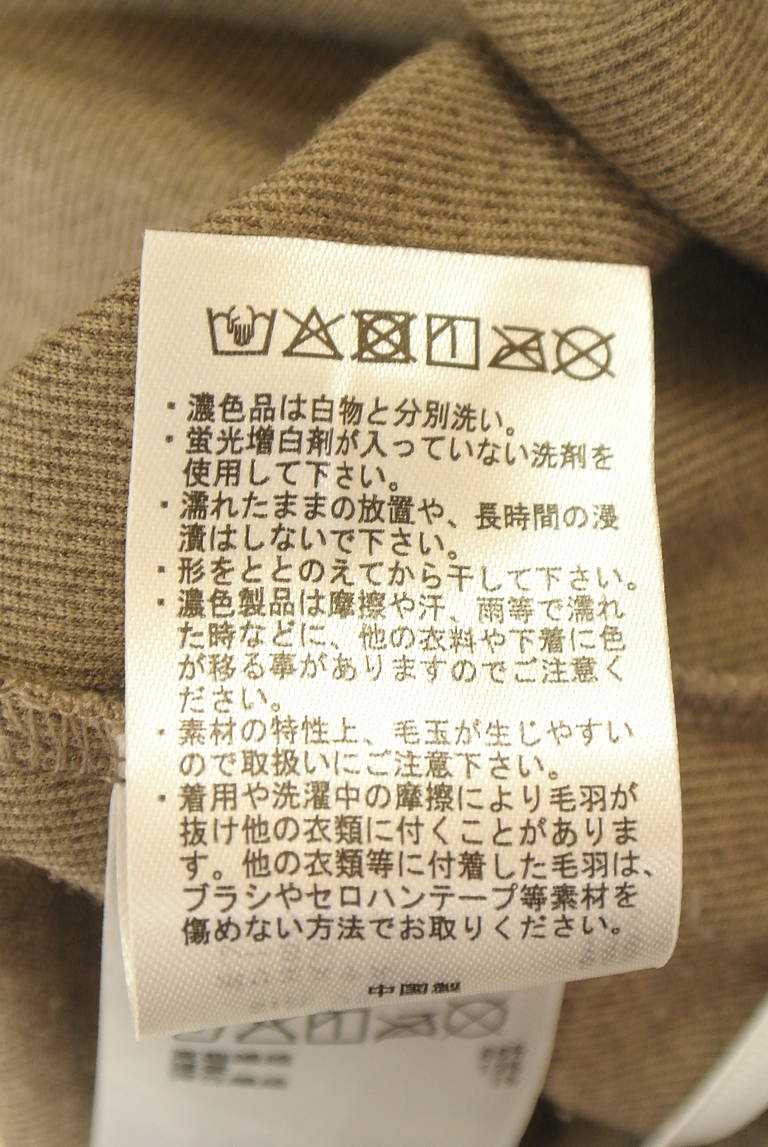 ・濃色品は白物と分別洗い。
・蛍光増白剤が入っていない洗剤を
使用して下さい。
・濡れたままの放置や、長時間の浸
漬はしないで下さい。
・形をととのえてから干して下さい。
・濃色製品は摩擦や汗、雨等で濡れ
た時などに、他の衣料や下着に色
が移る事がありますのでご注意く
ださい。
・素材の特性上、毛玉が生じやすい
ので取扱いにご注意下さい。
・着用や洗濯中の摩擦により毛羽が
抜け他の衣類に付くことがありま
す。他の衣類等に付着した毛羽は、
ブラシやセロハンテープ等素材を
傷めない方法でお取りください。
中国製